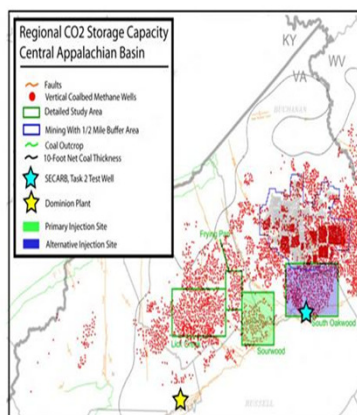 Regional CO2 Storage Capacity
Central Appalachian Basin
Faults
Vertical Coalbed Methane Wells
Detailed Study Area
Mining With 1/2 Mile Buffer Area
Coal Outcrop
10-Foot Net Coal Thickness
SECARB, Task 2 Test Well
Dominion Plant
Primary Injection Site
Alternative Injection Site
KY
WV
VA
BUCHANAN
Frying Pan
South Oakwood
Sourwood
RUSSELL